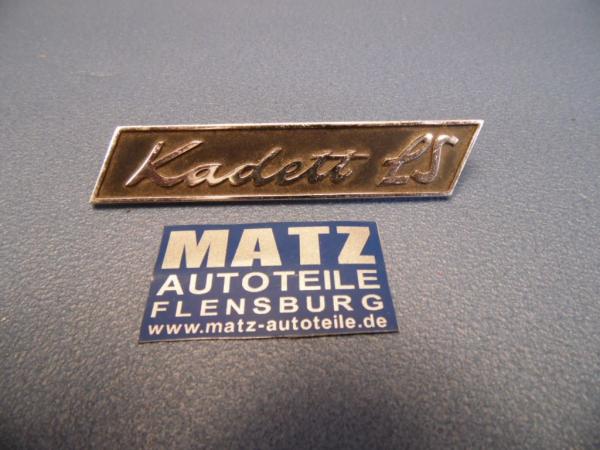 Kadett LS
MATZ
AUTOTEILE
FLENSBURG
www.matz-autoteile.de